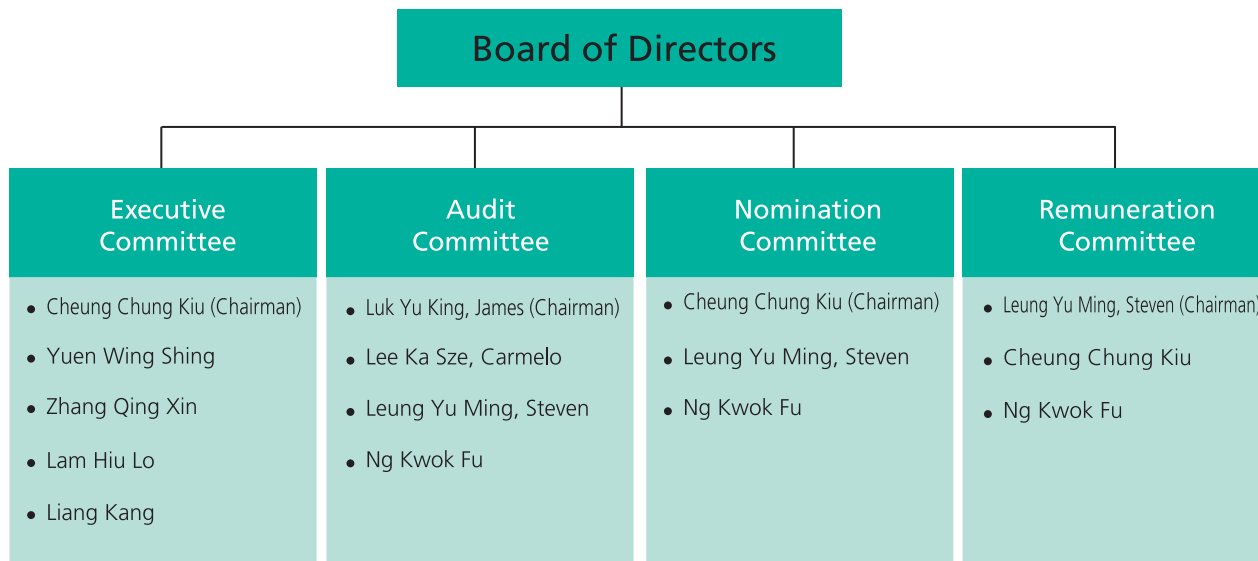 Board of Directors
Executive
Committee
• Cheung Chung Kiu (Chairman)
• Yuen Wing Shing
• Zhang Qing Xin
• Lam Hiu Lo
• Liang Kang
Audit
Committee
• Luk Yu King, James (Chairman)
• Lee Ka Sze, Carmelo
• Leung Yu Ming, Steven
• Ng Kwok Fu
Nomination
Committee
• Cheung Chung Kiu (Chairman)
• Leung Yu Ming, Steven
• Ng Kwok Fu
Remuneration
Committee
• Leung Yu Ming, Steven (Chairman)
• Cheung Chung Kiu
• Ng Kwok Fu